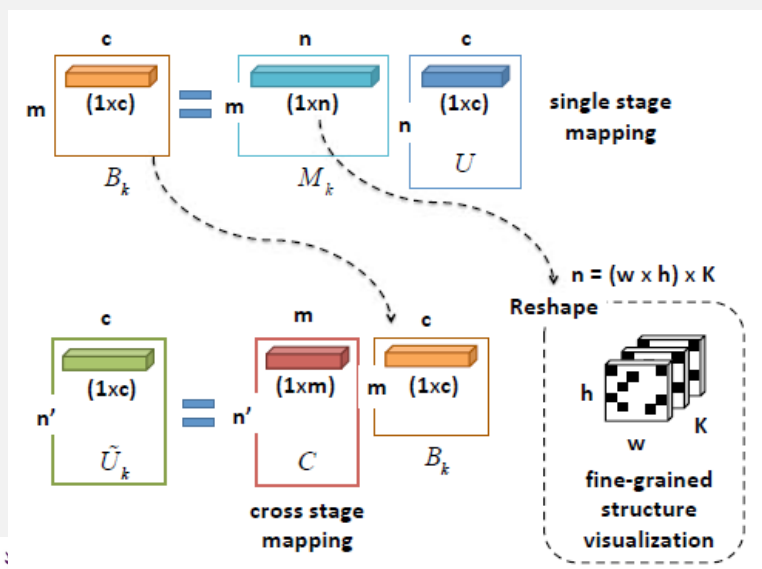 c n c
(1xc) (1xn) (1xc)
m m n
single stage
mapping
B_k M_k U
n = (w x h) x K
Reshape
c m c
(1xc) (1xm) (1xc)
n' n' m
Ũ_k C B_k
h
w K
cross stage
mapping
fine-grained
structure
visualization